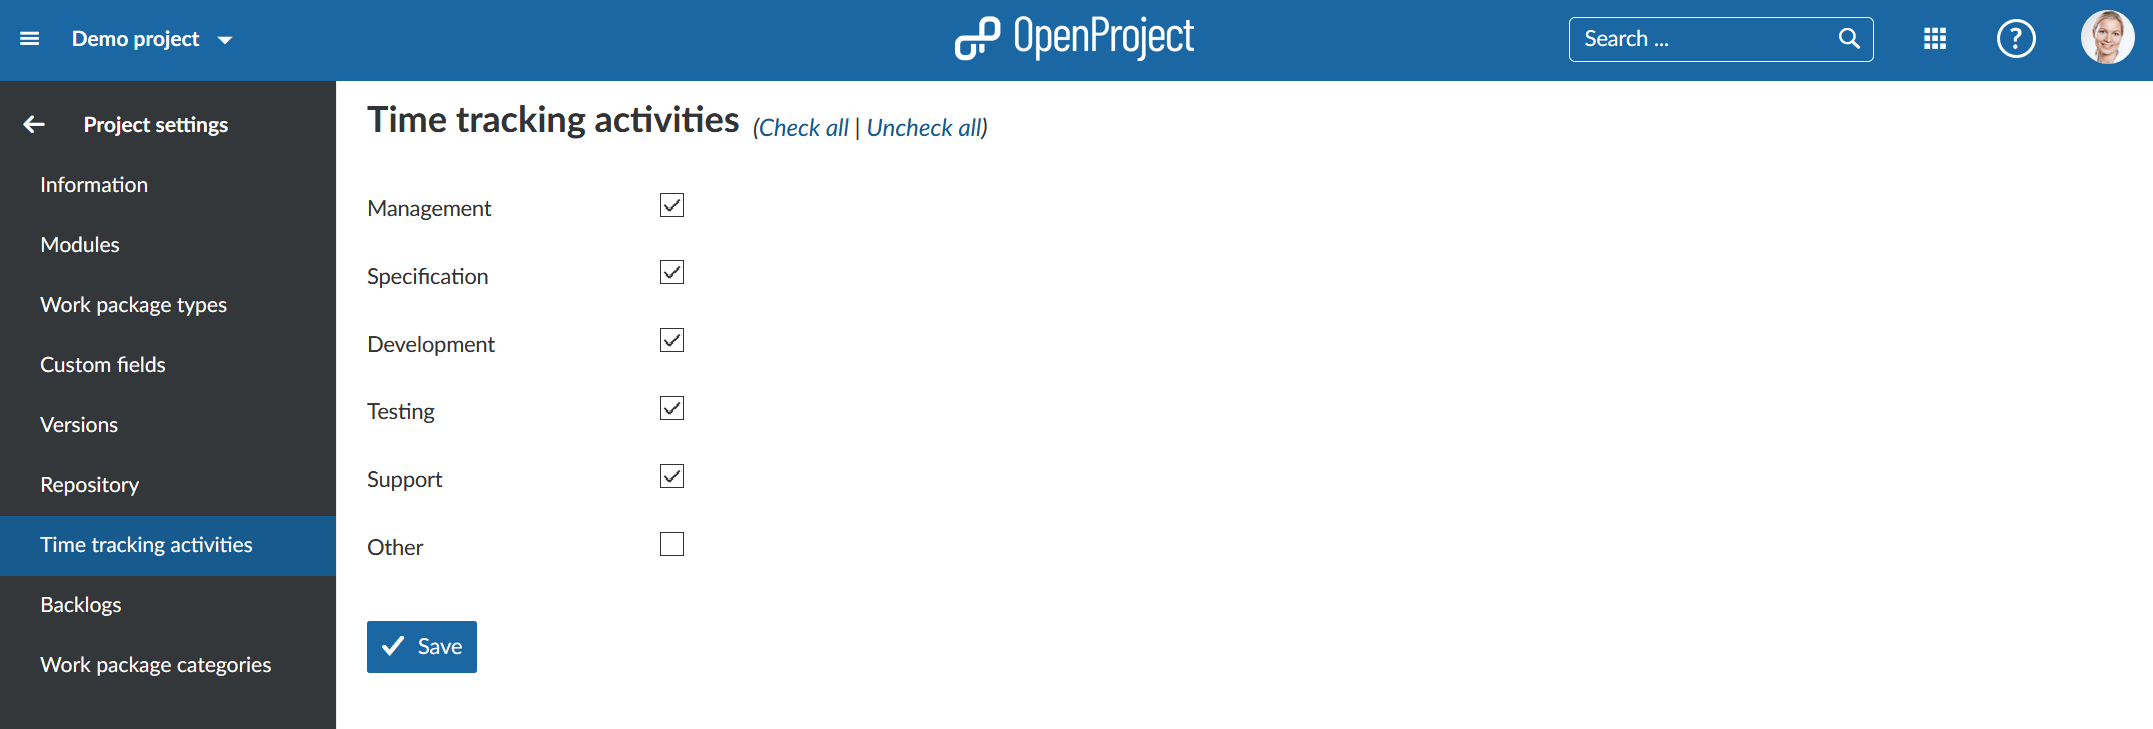 Demo project
OpenProject
Search ...
?
Project settings
Information
Modules
Work package types
Custom fields
Versions
Repository
Time tracking activities
Backlogs
Work package categories
Time tracking activities (Check all | Uncheck all)
Management
Specification
Development
Testing
Support
Other
Save